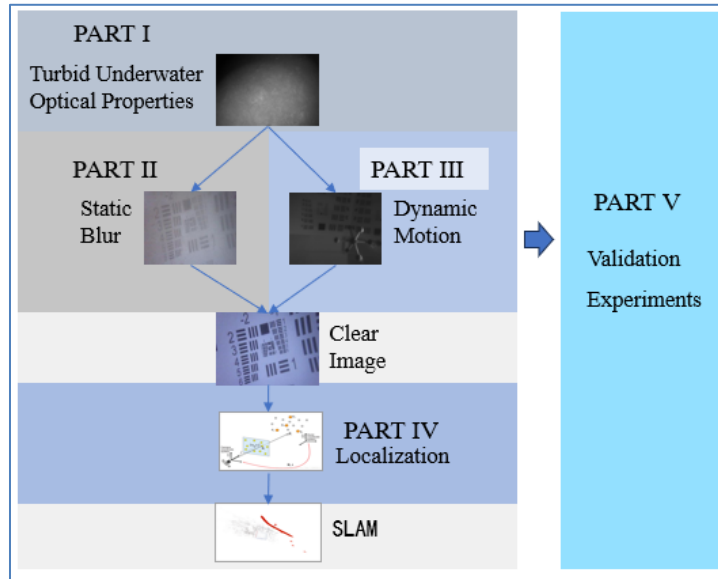 PART I
Turbid Underwater
Optical Properties
PART II
Static
Blur
PART III
Dynamic
Motion
Clear
Image
PART IV
Localization
SLAM
PART V
Validation
Experiments